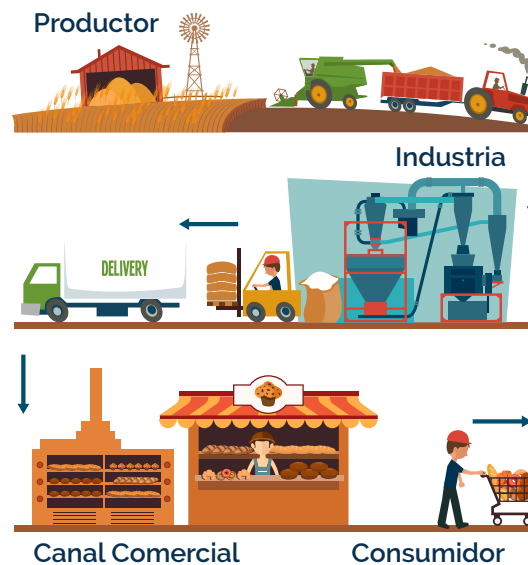 Productor
Industria
DELIVERY
Canal Comercial
Consumidor